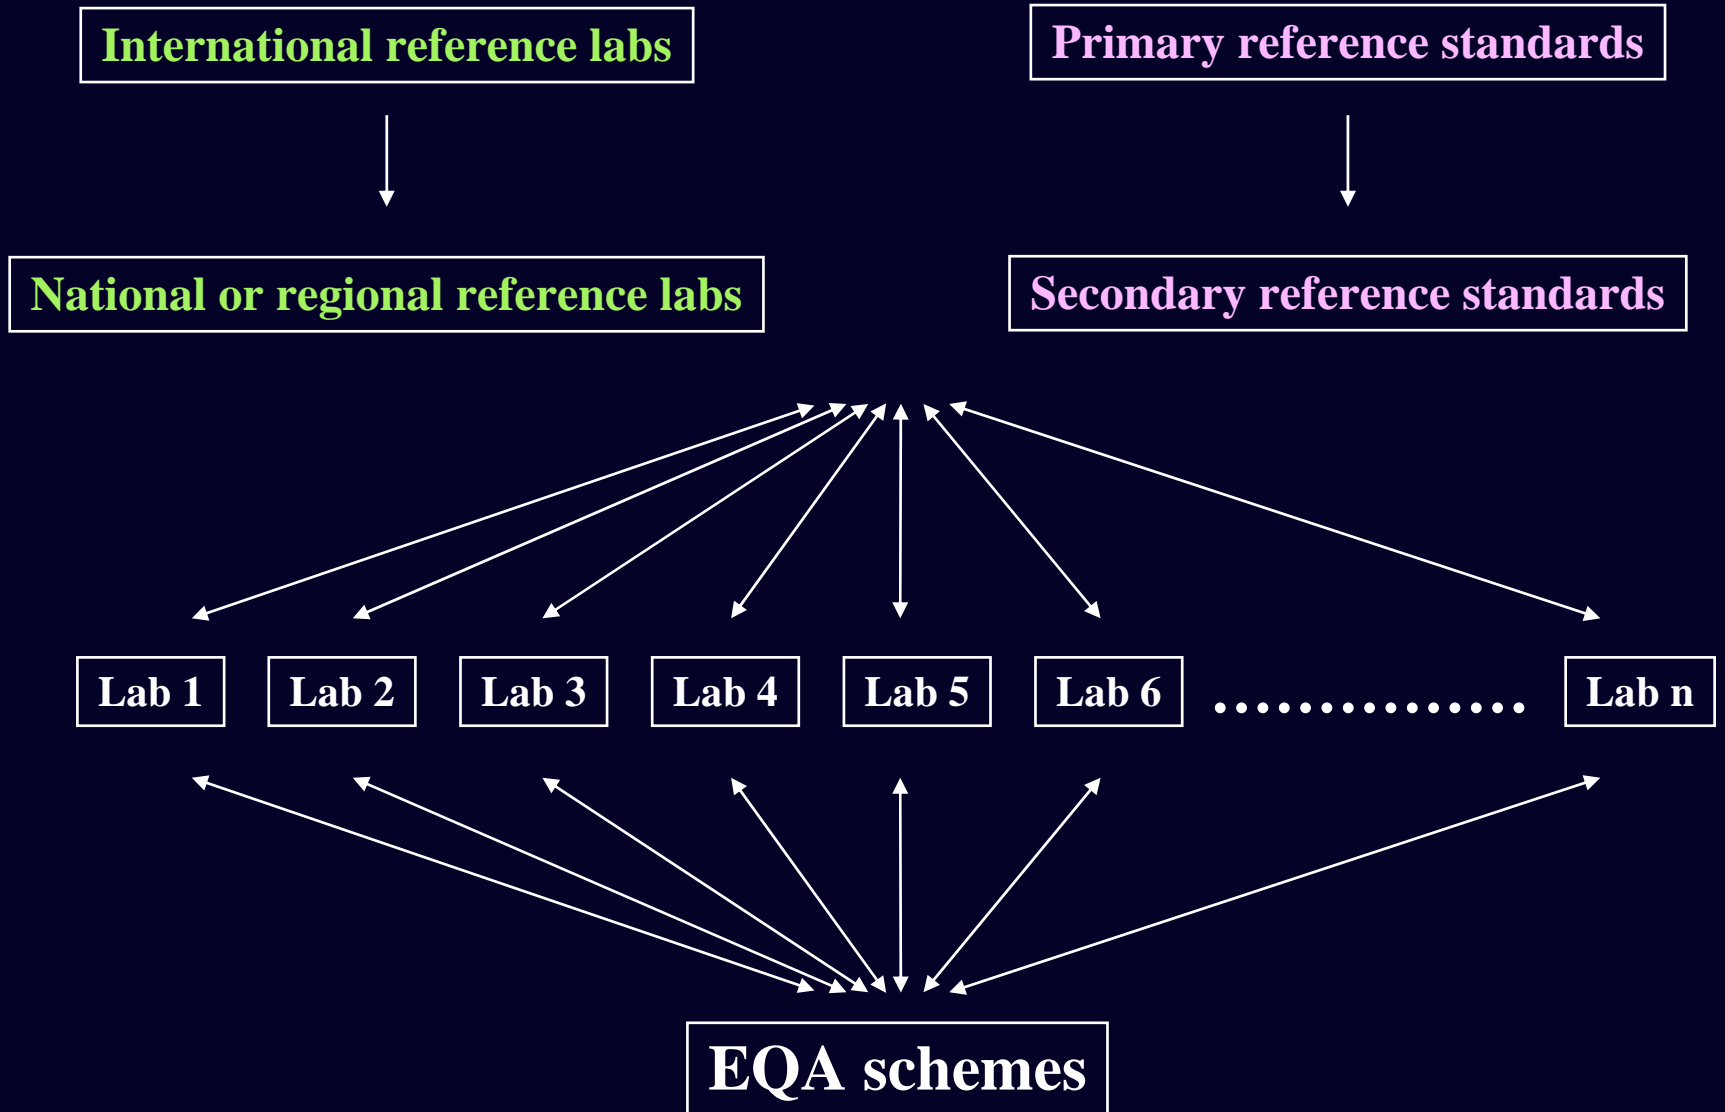 International reference labs
Primary reference standards
National or regional reference labs
Secondary reference standards
Lab 1
Lab 2
Lab 3
Lab 4
Lab 5
Lab 6
...............
Lab n
EQA schemes